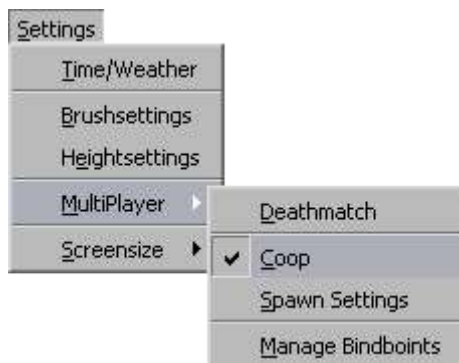 Settings
Time/Weather
Brushsettings
Heightsettings
MultiPlayer
Screensize
Deathmatch
Coop
Spawn Settings
Manage Bindboints